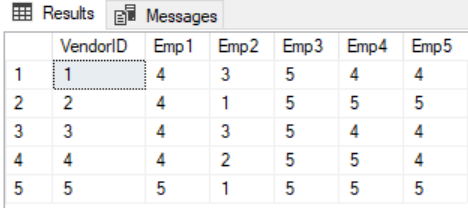 Results Messages
VendorID Emp1 Emp2 Emp3 Emp4 Emp5
1 1 4 3 5 4 4
2 2 4 1 5 5 5
3 3 4 3 5 4 4
4 4 4 2 5 5 4
5 5 5 1 5 5 5